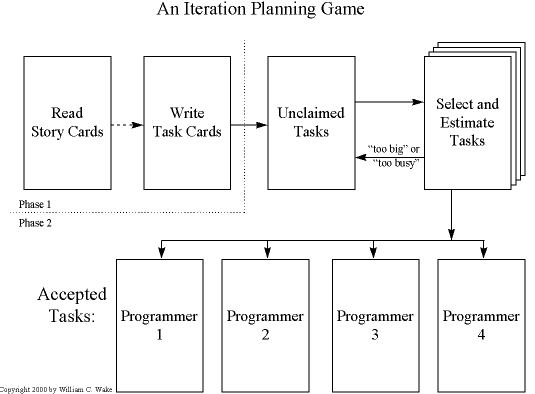 An Iteration Planning Game
Read
Story Cards
Write
Task Cards
Unclaimed
Tasks
Select and
Estimate
Tasks
“too big” or
“too busy”
Phase 1
Phase 2
Accepted
Tasks:
Programmer
1
Programmer
2
Programmer
3
Programmer
4
Copyright 2000 by William C. Wake